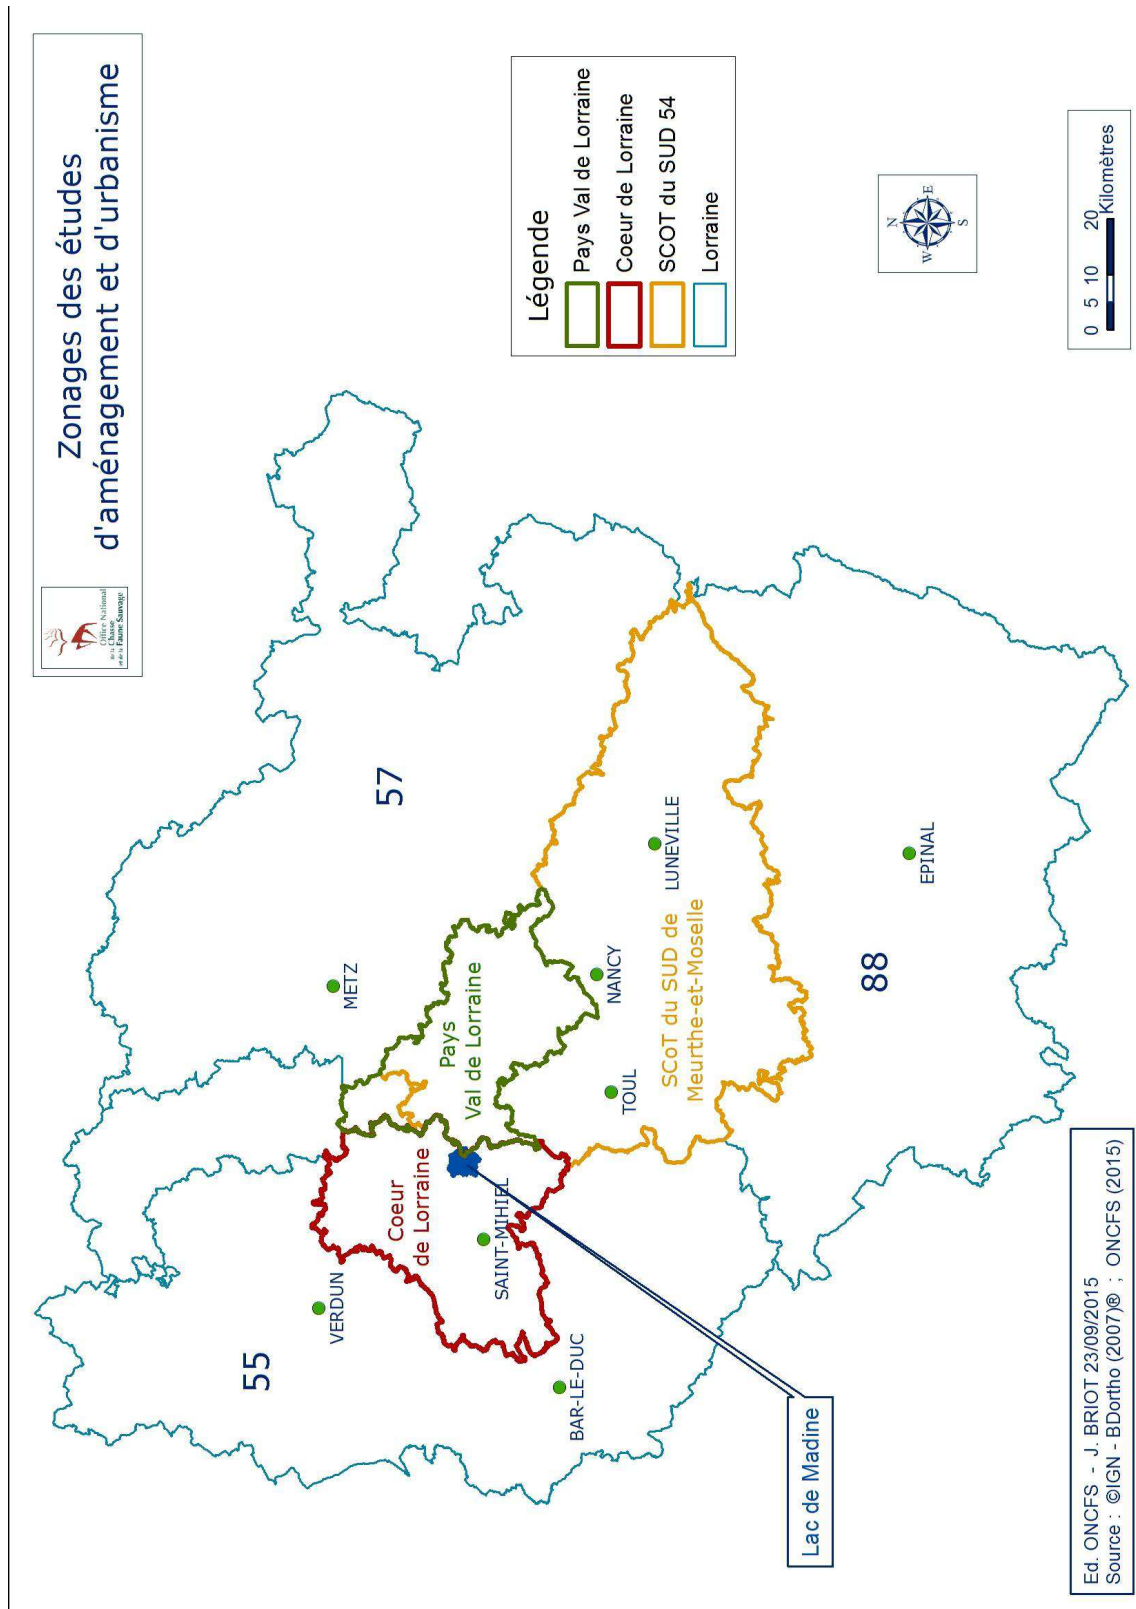 Zonages des études
d'aménagement et d'urbanisme
Office National
de la Chasse
et de la Faune Sauvage
Légende
Pays Val de Lorraine
Coeur de Lorraine
SCOT du SUD 54
Lorraine
N
W
E
S
0 5 10 20
Kilomètres
55
57
88
VERDUN
METZ
Coeur
de Lorraine
Pays
Val de Lorraine
SAINT-MIHIEL
BAR-LE-DUC
TOUL
NANCY
LUNEVILLE
SCoT du SUD de
Meurthe-et-Moselle
EPINAL
Lac de Madine
Ed. ONCFS - J. BRIOT 23/09/2015
Source : ©IGN - BDortho (2007)® ; ONCFS (2015)